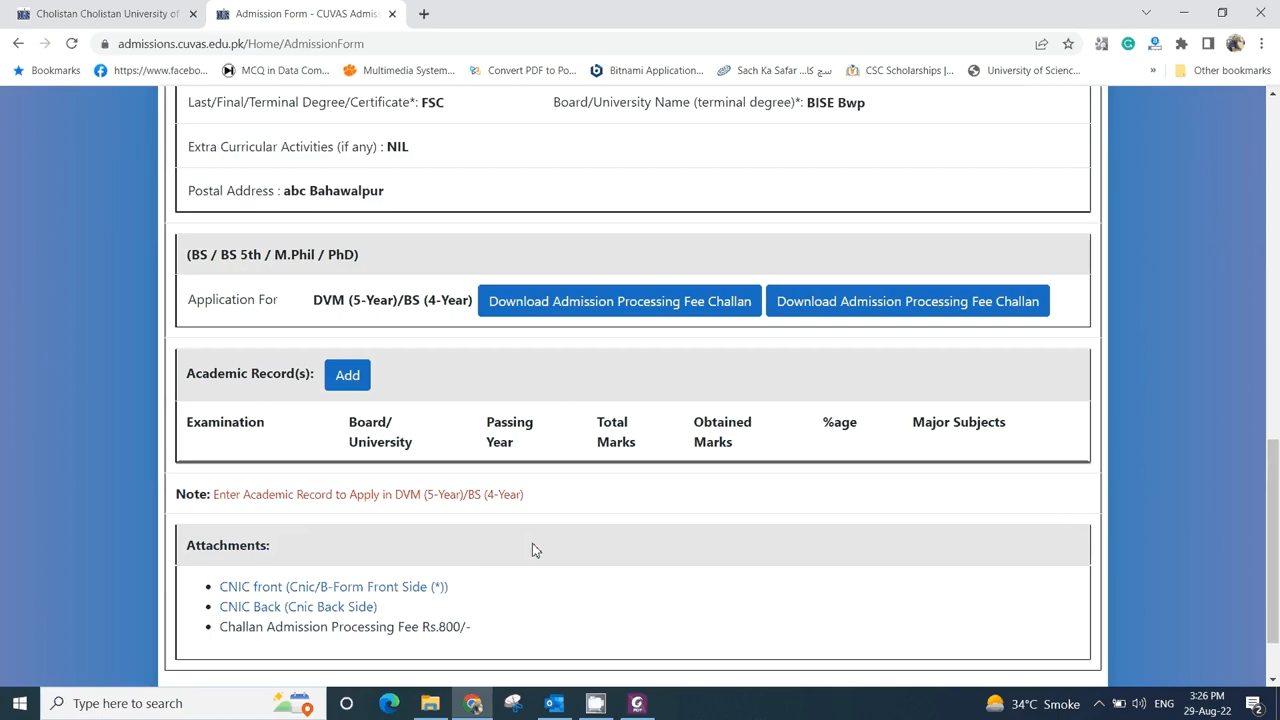 Cholistan Cholistan University of
Admission Form - CUVAS Admis
admissions.cuvas.edu.pk/Home/AdmissionForm
Bookmarks
https://www.facebo...
MCQ in Data Com...
Multimedia System...
Convert PDF to Po...
Bitnami Application...
Sach Ka Safar سچ کا...
CSC Scholarships |...
University of Scienc...
»
Other bookmarks
Last/Final/Terminal Degree/Certificate*: FSC
Board/University Name (terminal degree)*: BISE Bwp
Extra Curricular Activities (if any) : NIL
Postal Address : abc Bahawalpur
(BS / BS 5th / M.Phil / PhD)
Application For DVM (5-Year)/BS (4-Year) Download Admission Processing Fee Challan Download Admission Processing Fee Challan
Academic Record(s): Add
Examination Board/ Passing Total Obtained %age Major Subjects
University Year Marks Marks
Note: Enter Academic Record to Apply in DVM (5-Year)/BS (4-Year)
Attachments:
• CNIC front (Cnic/B-Form Front Side (*))
• CNIC Back (Cnic Back Side)
• Challan Admission Processing Fee Rs.800/-
Type here to search
34°C Smoke
ENG
3:26 PM
29-Aug-22
2